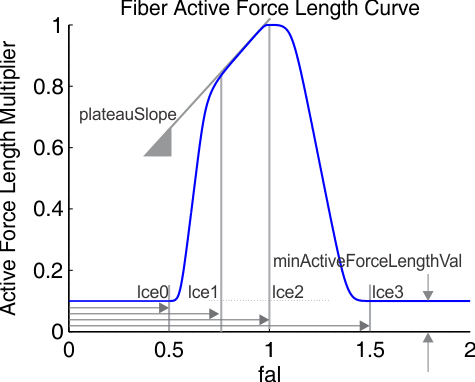 Fiber Active Force Length Curve
Active Force Length Multiplier
1
0.8
0.6
0.4
0.2
0
plateauSlope
minActiveForceLengthVal
lce0 lce1 lce2 lce3
0 0.5 1 1.5 2
fal